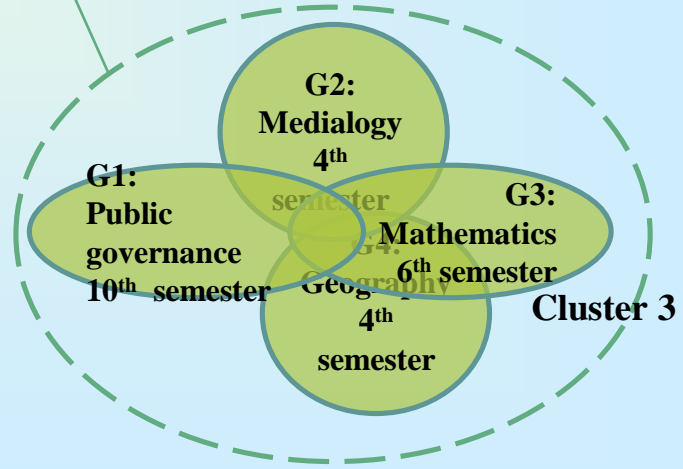 G2:
Medialogy
4th
semester
G1:
Public
governance
10th semester
G3:
Mathematics
6th semester
G4:
Geography
4th
semester
Cluster 3